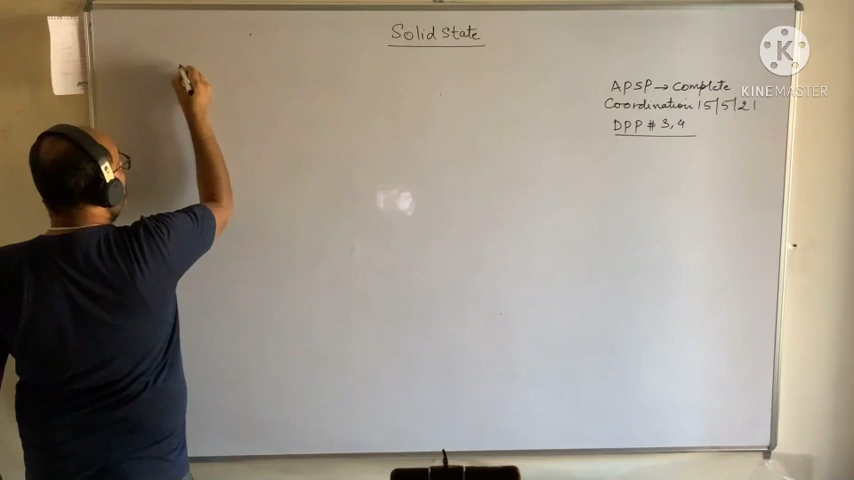 Solid State
APSP → Complete
Coordination 15/5/21
DPP # 3,4
KINEMASTER